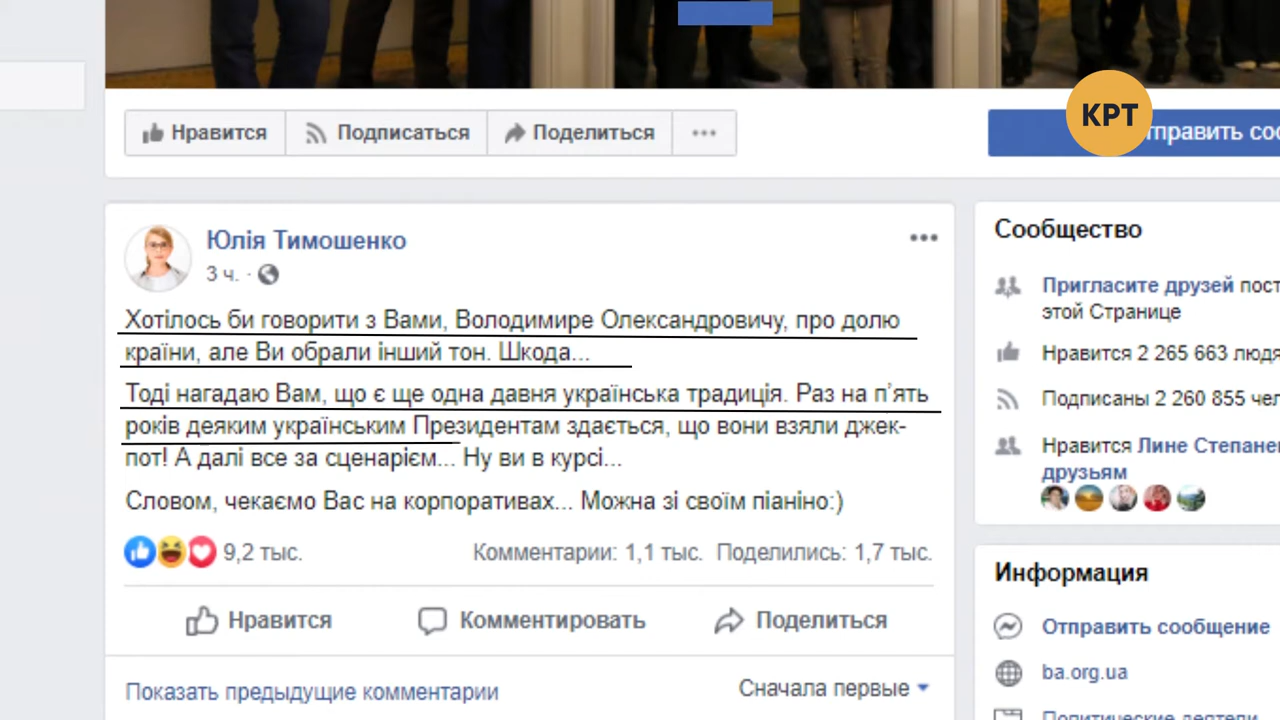 Нравится
Подписаться
Поделиться
КРТ
Юлія Тимошенко
3 ч.
Хотілось би говорити з Вами, Володимире Олександровичу, про долю
країни, але Ви обрали інший тон. Шкода...
Тоді нагадаю Вам, що є ще одна давня українська традиція. Раз на п’ять
років деяким українським Президентам здається, що вони взяли джек-
пот! А далі все за сценарієм... Ну ви в курсі...
Словом, чекаємо Вас на корпоративах... Можна зі своїм піаніно:)
9,2 тыс.
Комментарии: 1,1 тыс. Поделились: 1,7 тыс.
Нравится
Комментировать
Поделиться
Показать предыдущие комментарии
Сначала первые
Сообщество
Пригласите друзей
этой Странице
Нравится 2 265 663
Подписаны 2 260 855
Нравится Лине
друзьям
Информация
Отправить сообщение
ba.org.ua
Политические деятели